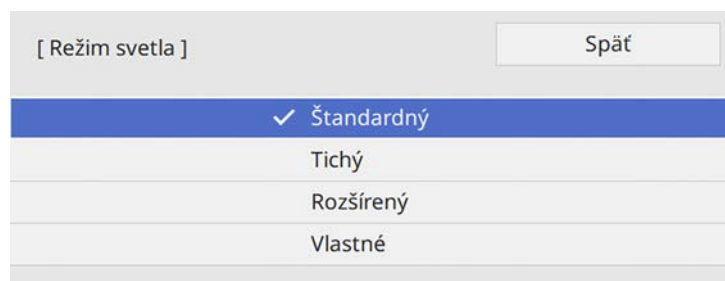 [ Režim svetla ]
Späť
✓ Štandardný
Tichý
Rozšírený
Vlastné